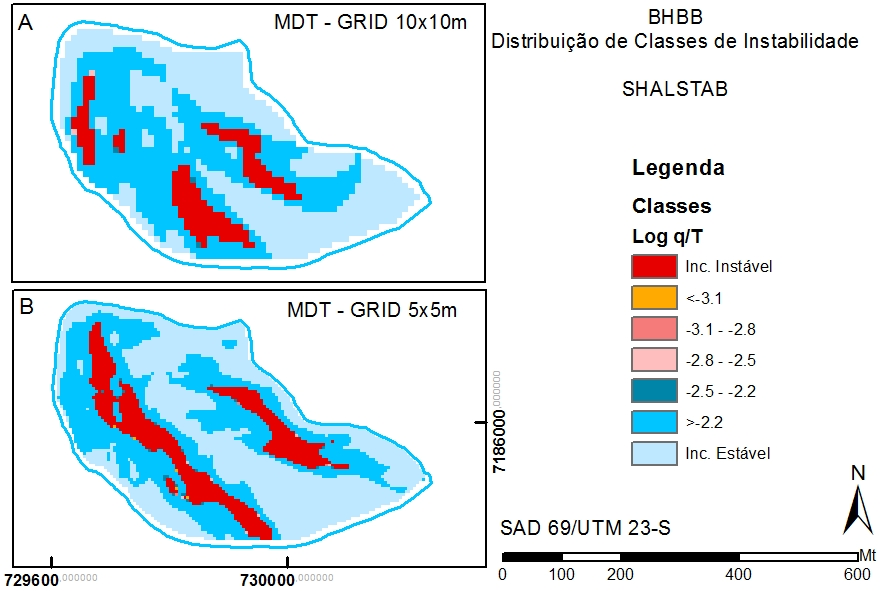 A
MDT - GRID 10x10m
BHBB
Distribuição de Classes de Instabilidade
SHALSTAB
Legenda
Classes
Log q/T
Inc. Instável
<-3.1
-3.1 - -2.8
-2.8 - -2.5
-2.5 - -2.2
>-2.2
Inc. Estável
B
MDT - GRID 5x5m
7186000,000000
N
SAD 69/UTM 23-S
Mt
0 100 200 400 600
729600,000000 730000,000000